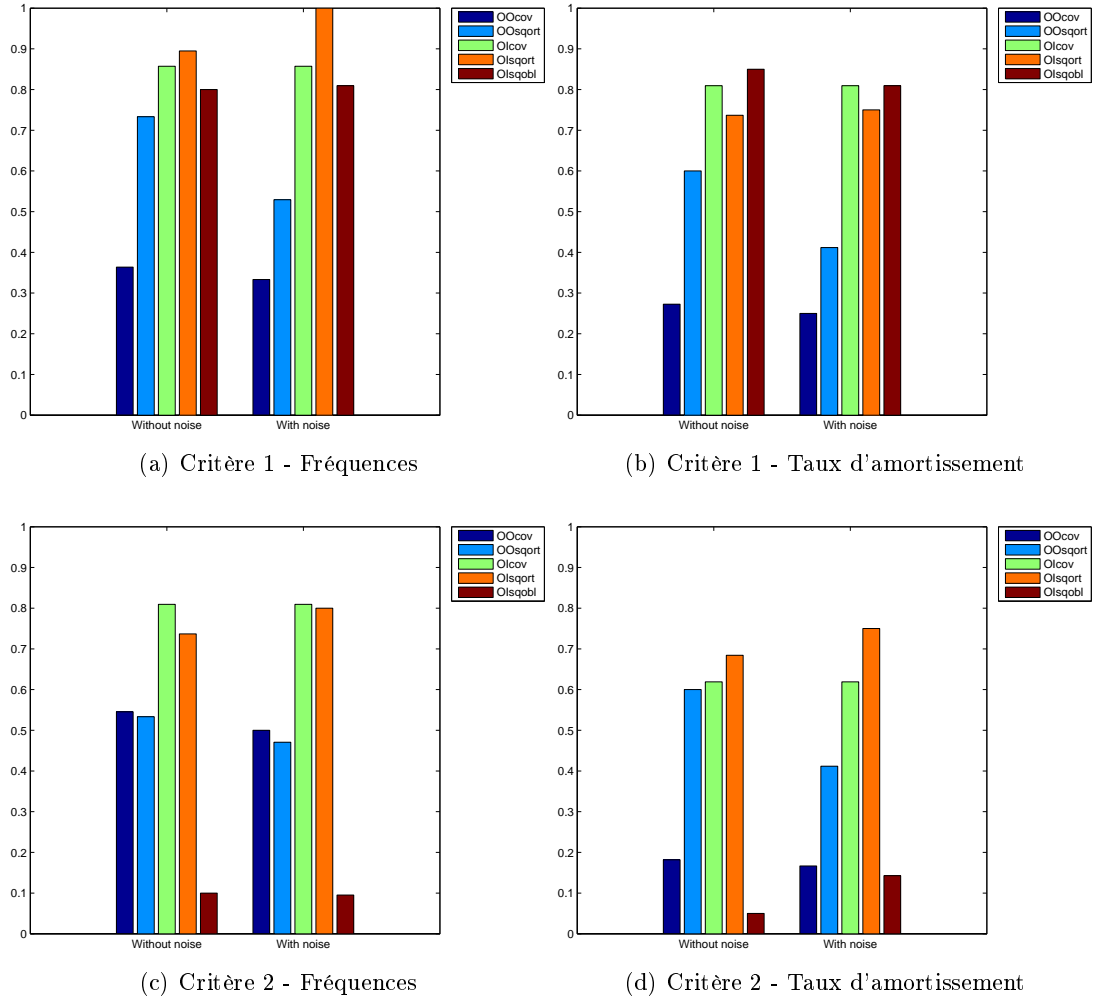 1
0.9
0.8
0.7
0.6
0.5
0.4
0.3
0.2
0.1
0
Without noise
With noise
OOcov
OOsqort
OIcov
OIsqort
OIsqobl
(a) Critère 1 - Fréquences
1
0.9
0.8
0.7
0.6
0.5
0.4
0.3
0.2
0.1
0
Without noise
With noise
OOcov
OOsqort
OIcov
OIsqort
OIsqobl
(b) Critère 1 - Taux d'amortissement
1
0.9
0.8
0.7
0.6
0.5
0.4
0.3
0.2
0.1
0
Without noise
With noise
OOcov
OOsqort
OIcov
OIsqort
OIsqobl
(c) Critère 2 - Fréquences
1
0.9
0.8
0.7
0.6
0.5
0.4
0.3
0.2
0.1
0
Without noise
With noise
OOcov
OOsqort
OIcov
OIsqort
OIsqobl
(d) Critère 2 - Taux d'amortissement